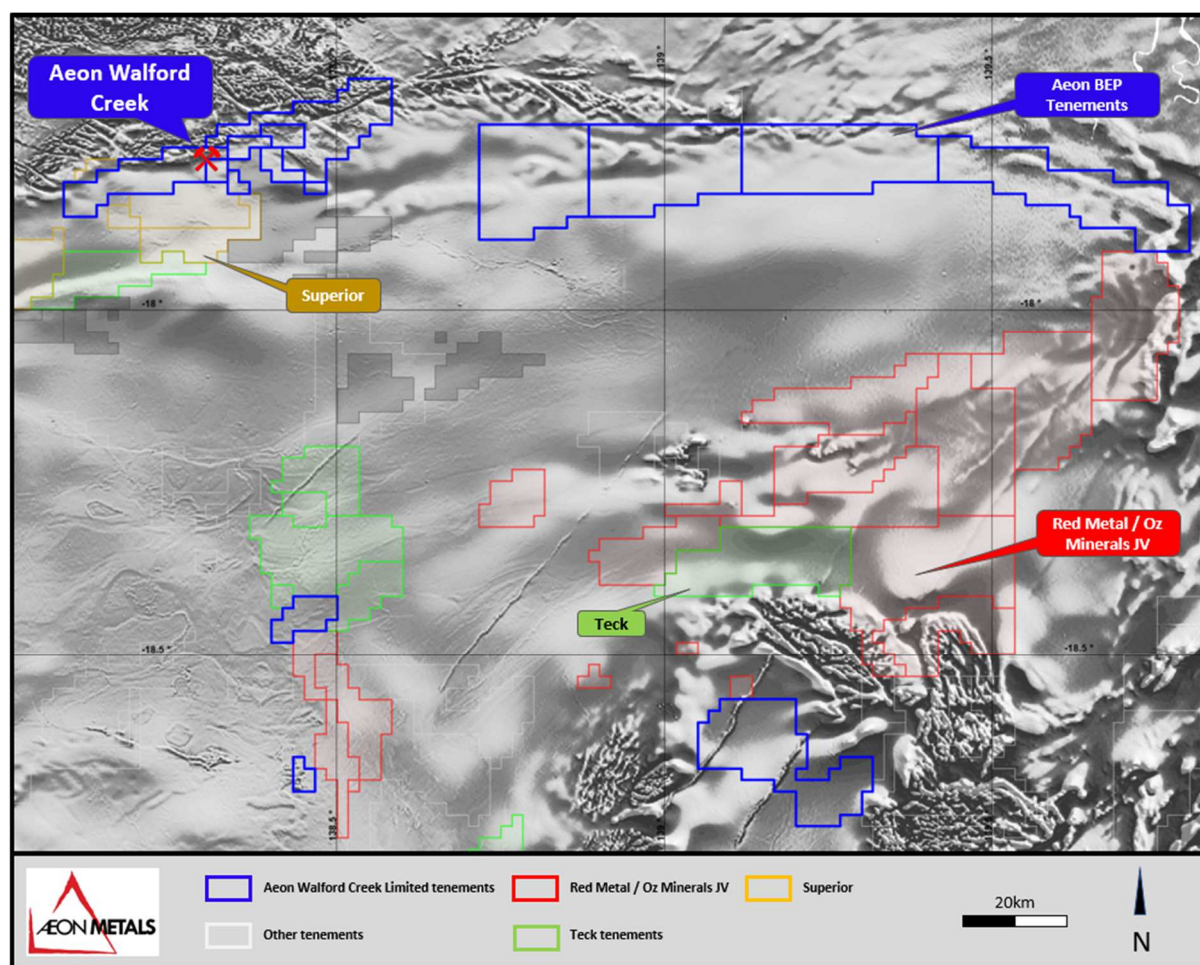 Aeon Walford
Creek
Aeon BEP
Tenements
139 °
139.5 °
Superior
-18 °
-18 °
Red Metal / Oz
Minerals JV
Teck
-18.5 °
-18.5 °
138.5 °
AEON METALS
Aeon Walford Creek Limited tenements
Red Metal / Oz Minerals JV
Superior
Other tenements
Teck tenements
20km
N